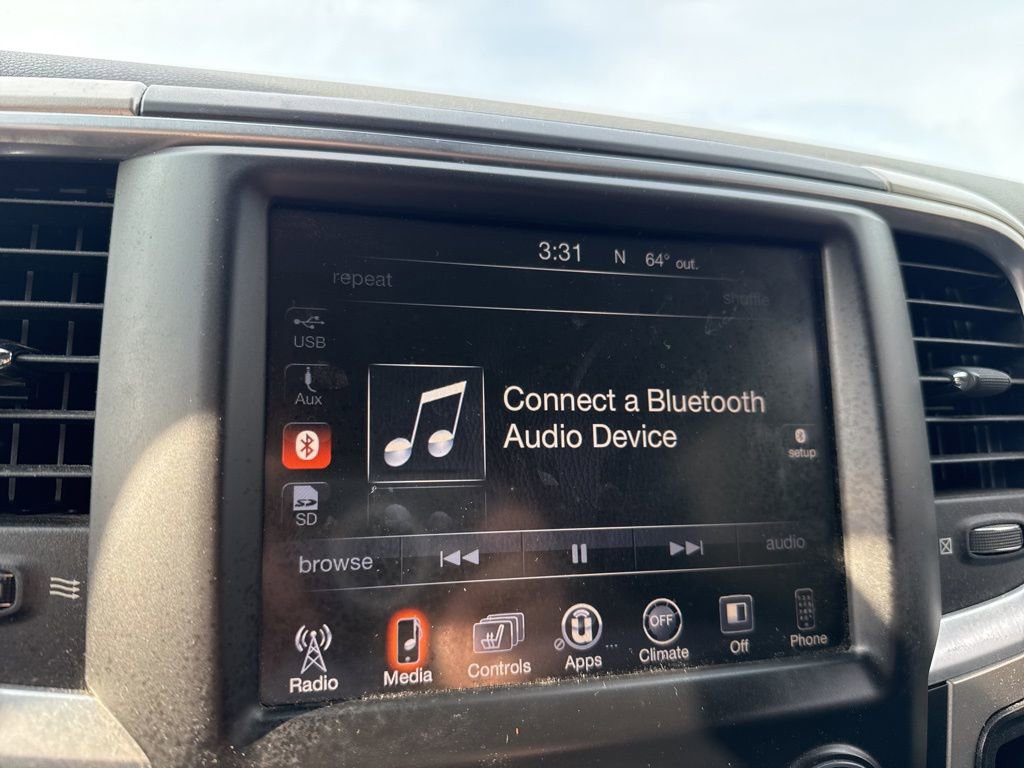 3:31 N 64° out.
repeat
shuffle
USB
Aux
Connect a Bluetooth
Audio Device
setup
SD
browse
audio
Radio
Media
Controls
Apps
OFF
Climate
Off
Phone